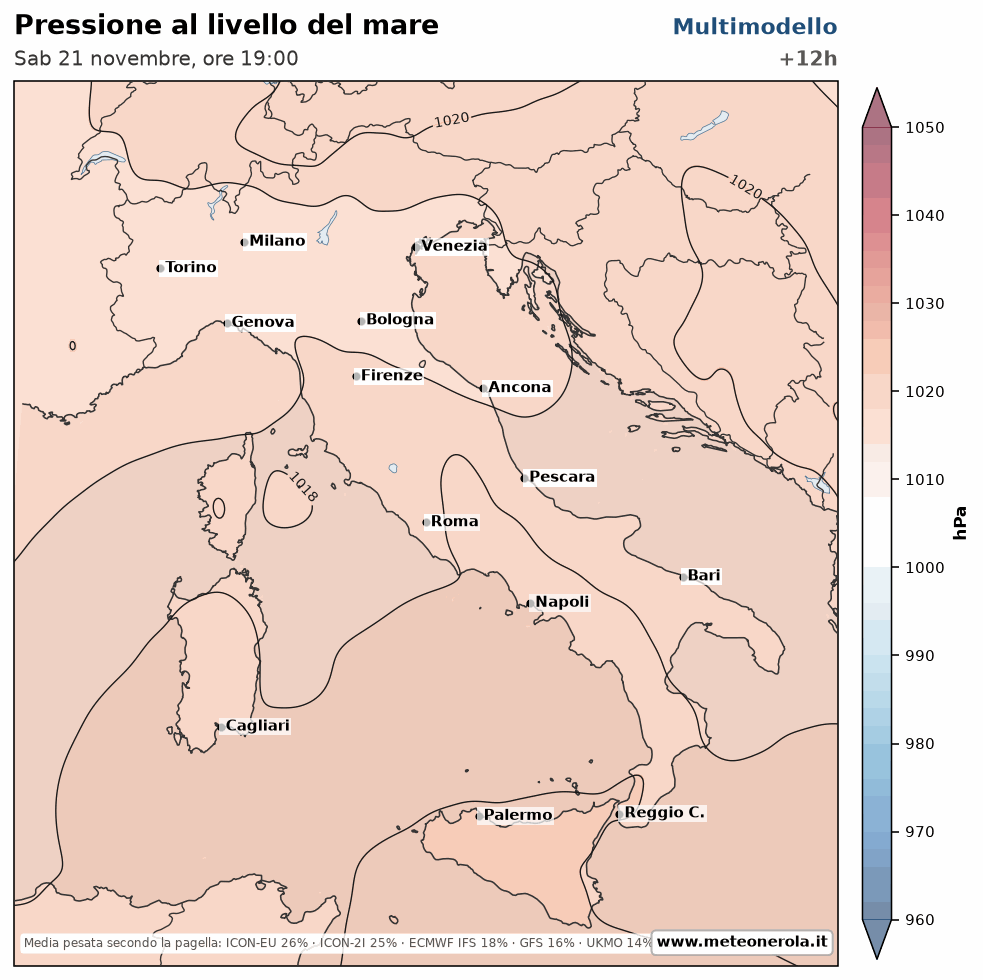 Pressione al livello del mare
Multimodello
Sab 21 novembre, ore 19:00
+12h
1020
1020
Milano
Venezia
Torino
Genova
Bologna
Firenze
Ancona
1018
Pescara
Roma
Bari
Napoli
Cagliari
Palermo
Reggio C.
Media pesata secondo la pagella: ICON-EU 26% · ICON-2I 25% · ECMWF IFS 18% · GFS 16% · UKMO 14%
www.meteonerola.it
1050
1040
1030
1020
1010
1000
990
980
970
960
hPa